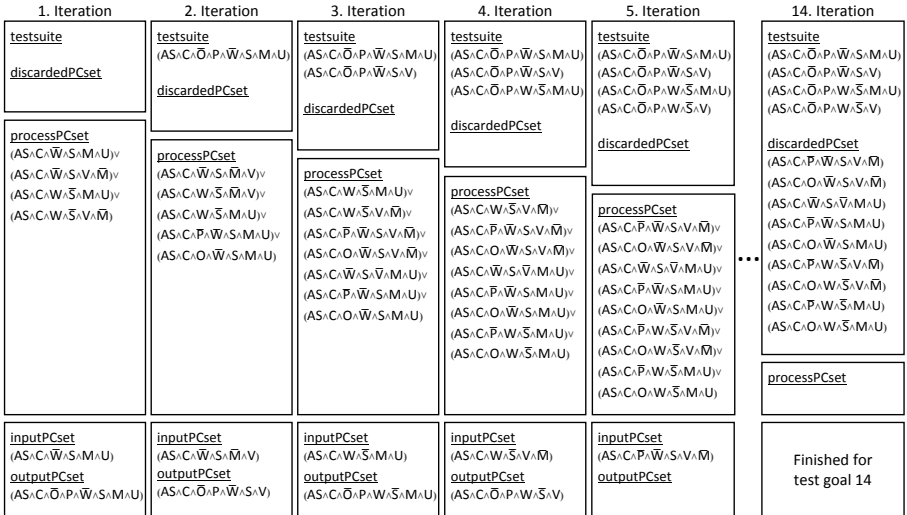 1. Iteration
testsuite
discardedPCset
processPCset
(AS∧C∧W̅∧S∧M∧U)∨
(AS∧C∧W̅∧S∧V∧M̅)∨
(AS∧C∧W∧S̅∧M∧U)∨
(AS∧C∧W∧S̅∧V∧M̅)
inputPCset
(AS∧C∧W̅∧S∧M∧U)
outputPCset
(AS∧C∧O̅∧P∧W̅∧S∧M∧U)
2. Iteration
testsuite
(AS∧C∧O̅∧P∧W̅∧S∧M∧U)
discardedPCset
processPCset
(AS∧C∧W̅∧S∧M̅∧V)∨
(AS∧C∧W∧S̅∧M̅∧V)∨
(AS∧C∧W∧S̅∧M∧U)∨
(AS∧C∧P̅∧W̅∧S∧M∧U)∨
(AS∧C∧O∧W̅∧S∧M∧U)
inputPCset
(AS∧C∧W̅∧S∧M̅∧V)
outputPCset
(AS∧C∧O̅∧P∧W̅∧S∧V)
3. Iteration
testsuite
(AS∧C∧O̅∧P∧W̅∧S∧M∧U)
(AS∧C∧O̅∧P∧W̅∧S∧V)
discardedPCset
processPCset
(AS∧C∧W∧S̅∧M∧U)∨
(AS∧C∧W∧S̅∧V∧M̅)∨
(AS∧C∧P̅∧W̅∧S∧V∧M̅)∨
(AS∧C∧O∧W̅∧S∧V∧M̅)∨
(AS∧C∧W̅∧S∧V̅∧M∧U)∨
(AS∧C∧P̅∧W̅∧S∧M∧U)∨
(AS∧C∧O∧W̅∧S∧M∧U)
inputPCset
(AS∧C∧W∧S̅∧M∧U)
outputPCset
(AS∧C∧O̅∧P∧W∧S̅∧M∧U)
4. Iteration
testsuite
(AS∧C∧O̅∧P∧W̅∧S∧M∧U)
(AS∧C∧O̅∧P∧W̅∧S∧V)
(AS∧C∧O̅∧P∧W∧S̅∧M∧U)
discardedPCset
processPCset
(AS∧C∧W∧S̅∧V∧M̅)∨
(AS∧C∧P̅∧W̅∧S∧V∧M̅)∨
(AS∧C∧O∧W̅∧S∧V∧M̅)∨
(AS∧C∧W̅∧S∧V̅∧M∧U)∨
(AS∧C∧P̅∧W̅∧S∧M∧U)∨
(AS∧C∧O∧W̅∧S∧M∧U)∨
(AS∧C∧P̅∧W∧S̅∧M∧U)∨
(AS∧C∧O∧W∧S̅∧M∧U)
inputPCset
(AS∧C∧W∧S̅∧V∧M̅)
outputPCset
(AS∧C∧O̅∧P∧W∧S̅∧V)
5. Iteration
testsuite
(AS∧C∧O̅∧P∧W̅∧S∧M∧U)
(AS∧C∧O̅∧P∧W̅∧S∧V)
(AS∧C∧O̅∧P∧W∧S̅∧M∧U)
(AS∧C∧O̅∧P∧W∧S̅∧V)
discardedPCset
processPCset
(AS∧C∧P̅∧W̅∧S∧V∧M̅)∨
(AS∧C∧O∧W̅∧S∧V∧M̅)∨
(AS∧C∧W̅∧S∧V̅∧M∧U)∨
(AS∧C∧P̅∧W̅∧S∧M∧U)∨
(AS∧C∧O∧W̅∧S∧M∧U)∨
(AS∧C∧P̅∧W∧S̅∧V∧M̅)∨
(AS∧C∧O∧W∧S̅∧V∧M̅)∨
(AS∧C∧P̅∧W∧S̅∧M∧U)∨
(AS∧C∧O∧W∧S̅∧M∧U)
inputPCset
(AS∧C∧P̅∧W̅∧S∧V∧M̅)
outputPCset
...
14. Iteration
testsuite
(AS∧C∧O̅∧P∧W̅∧S∧M∧U)
(AS∧C∧O̅∧P∧W̅∧S∧V)
(AS∧C∧O̅∧P∧W∧S̅∧M∧U)
(AS∧C∧O̅∧P∧W∧S̅∧V)
discardedPCset
(AS∧C∧P̅∧W̅∧S∧V∧M̅)
(AS∧C∧O∧W̅∧S∧V∧M̅)
(AS∧C∧W̅∧S∧V̅∧M∧U)
(AS∧C∧P̅∧W̅∧S∧M∧U)
(AS∧C∧O∧W̅∧S∧M∧U)
(AS∧C∧P̅∧W∧S̅∧V∧M̅)
(AS∧C∧O∧W∧S̅∧V∧M̅)
(AS∧C∧P̅∧W∧S̅∧M∧U)
(AS∧C∧O∧W∧S̅∧M∧U)
processPCset
Finished for
test goal 14